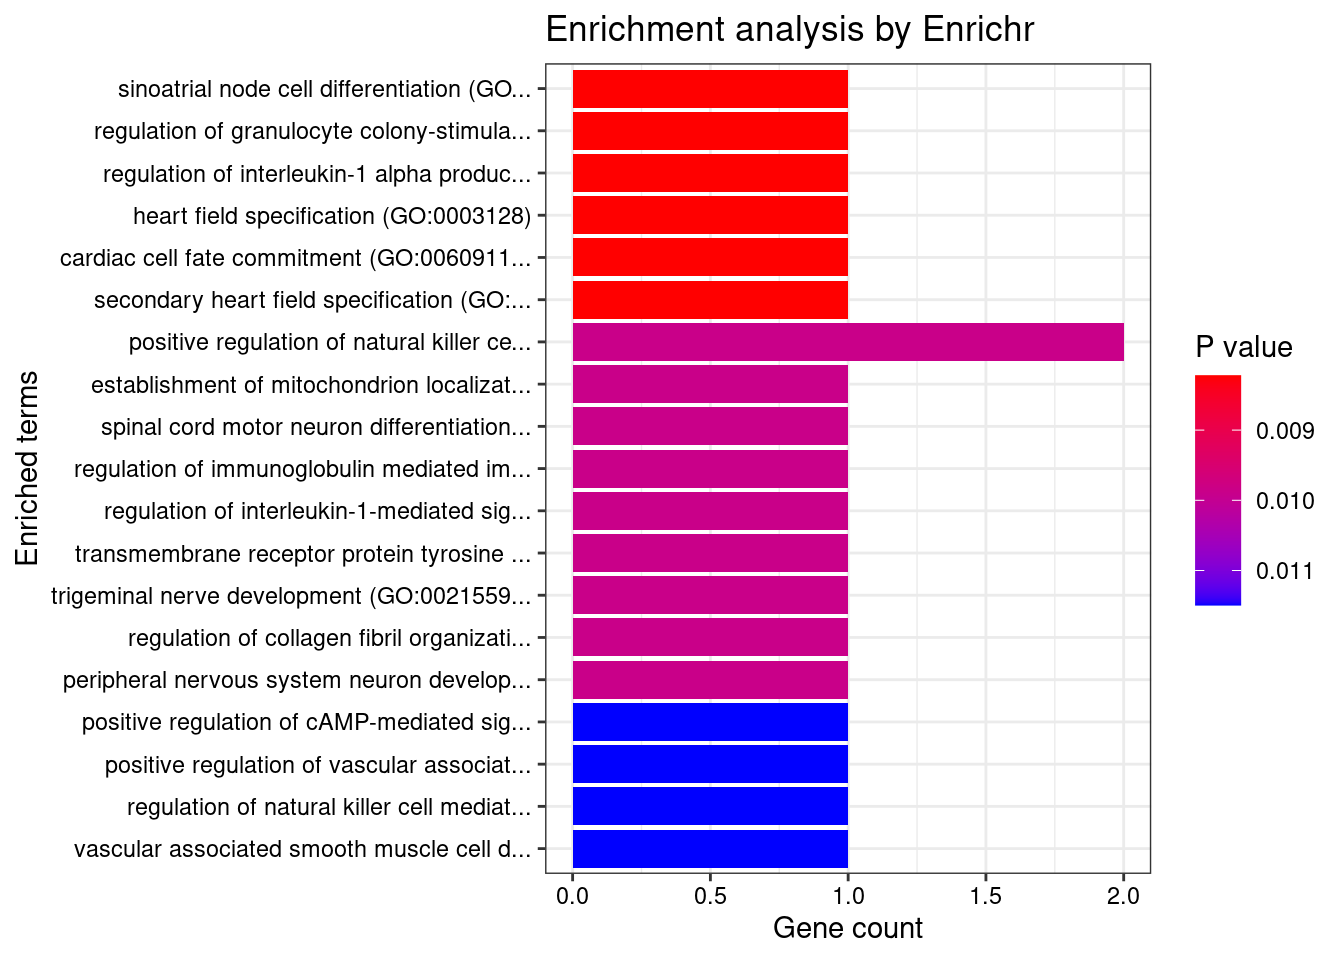 Enrichment analysis by Enrichr
sinoatrial node cell differentiation (GO...
regulation of granulocyte colony-stimula...
regulation of interleukin-1 alpha produc...
heart field specification (GO:0003128)
cardiac cell fate commitment (GO:0060911...
secondary heart field specification (GO:...
positive regulation of natural killer ce...
establishment of mitochondrion localizat...
spinal cord motor neuron differentiation...
regulation of immunoglobulin mediated im...
regulation of interleukin-1-mediated sig...
transmembrane receptor protein tyrosine ...
trigeminal nerve development (GO:0021559...
regulation of collagen fibril organizati...
peripheral nervous system neuron develop...
positive regulation of cAMP-mediated sig...
positive regulation of vascular associat...
regulation of natural killer cell mediat...
vascular associated smooth muscle cell d...
Enriched terms
0.0 0.5 1.0 1.5 2.0
Gene count
P value
0.009
0.010
0.011